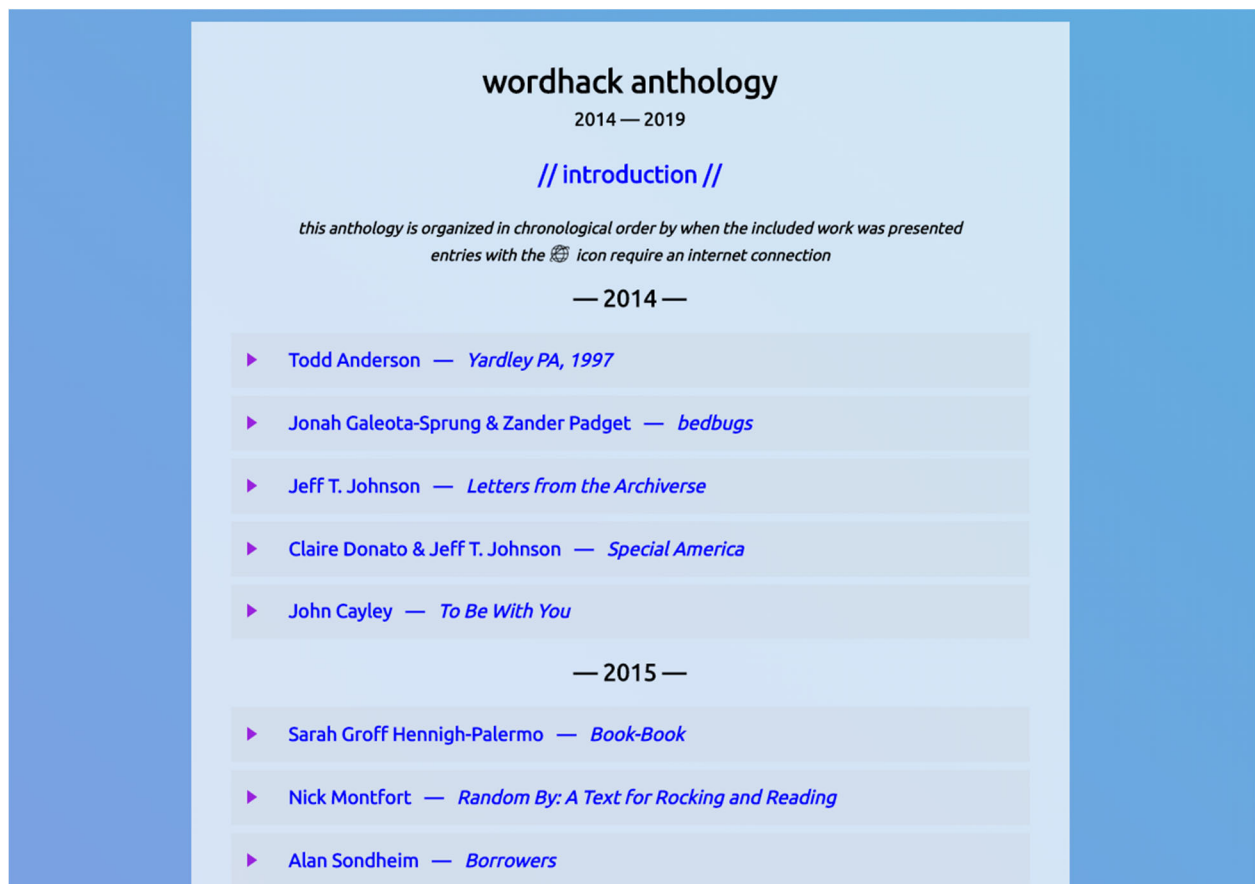 wordhack anthology
2014 — 2019
// introduction //
this anthology is organized in chronological order by when the included work was presented
entries with the icon require an internet connection
— 2014 —
Todd Anderson — Yardley PA, 1997
Jonah Galeota-Sprung & Zander Padget — bedbugs
Jeff T. Johnson — Letters from the Archiverse
Claire Donato & Jeff T. Johnson — Special America
John Cayley — To Be With You
— 2015 —
Sarah Groff Hennigh-Palermo — Book-Book
Nick Montfort — Random By: A Text for Rocking and Reading
Alan Sondheim — Borrowers